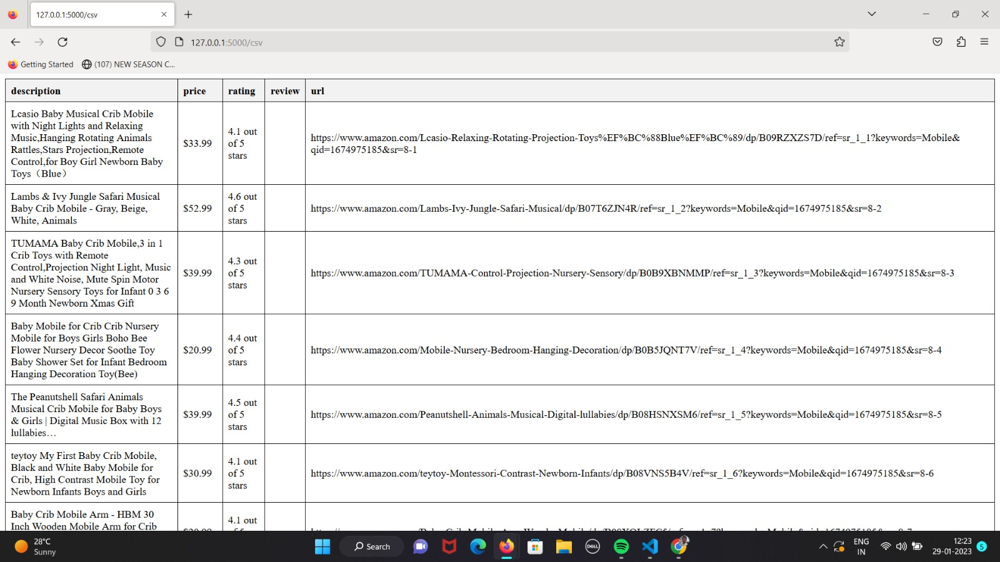 127.0.0.1:5000/csv
127.0.0.1:5000/csv
Getting Started
(107) NEW SEASON C...
description price rating review url
Lcasio Baby Musical Crib Mobile
with Night Lights and Relaxing
Music,Hanging Rotating Animals
Rattles,Stars Projection,Remote
Control,for Boy Girl Newborn Baby
Toys（Blue）
$33.99
4.1 out
of 5
stars
https://www.amazon.com/Lcasio-Relaxing-Rotating-Projection-Toys%EF%BC%88Blue%EF%BC%89/dp/B09RZXZS7D/ref=sr_1_1?keywords=Mobile&
qid=1674975185&sr=8-1
Lambs & Ivy Jungle Safari Musical
Baby Crib Mobile - Gray, Beige,
White, Animals
$52.99
4.6 out
of 5
stars
https://www.amazon.com/Lambs-Ivy-Jungle-Safari-Musical/dp/B07T6ZJN4R/ref=sr_1_2?keywords=Mobile&qid=1674975185&sr=8-2
TUMAMA Baby Crib Mobile,3 in 1
Crib Toys with Remote
Control,Projection Night Light, Music
and White Noise, Mute Spin Motor
Nursery Sensory Toys for Infant 0 3 6
9 Month Newborn Xmas Gift
$39.99
4.3 out
of 5
stars
https://www.amazon.com/TUMAMA-Control-Projection-Nursery-Sensory/dp/B0B9XBNMMP/ref=sr_1_3?keywords=Mobile&qid=1674975185&sr=8-3
Baby Mobile for Crib Crib Nursery
Mobile for Boys Girls Boho Bee
Flower Nursery Decor Soothe Toy
Baby Shower Set for Infant Bedroom
Hanging Decoration Toy(Bee)
$20.99
4.4 out
of 5
stars
https://www.amazon.com/Mobile-Nursery-Bedroom-Hanging-Decoration/dp/B0B5JQNT7V/ref=sr_1_4?keywords=Mobile&qid=1674975185&sr=8-4
The Peanutshell Safari Animals
Musical Crib Mobile for Baby Boys
& Girls | Digital Music Box with 12
lullabies…
$39.99
4.5 out
of 5
stars
https://www.amazon.com/Peanutshell-Animals-Musical-Digital-lullabies/dp/B08HSNXSM6/ref=sr_1_5?keywords=Mobile&qid=1674975185&sr=8-5
teytoy My First Baby Crib Mobile,
Black and White Baby Mobile for
Crib, High Contrast Mobile Toy for
Newborn Infants Boys and Girls
$30.99
4.1 out
of 5
stars
https://www.amazon.com/teytoy-Montessori-Contrast-Newborn-Infants/dp/B08VNS5B4V/ref=sr_1_6?keywords=Mobile&qid=1674975185&sr=8-6
Baby Crib Mobile Arm - HBM 30
Inch Wooden Mobile Arm for Crib
4.1 out
28°C
Sunny
Search
DELL
ENG
IN
12:23
29-01-2023
5